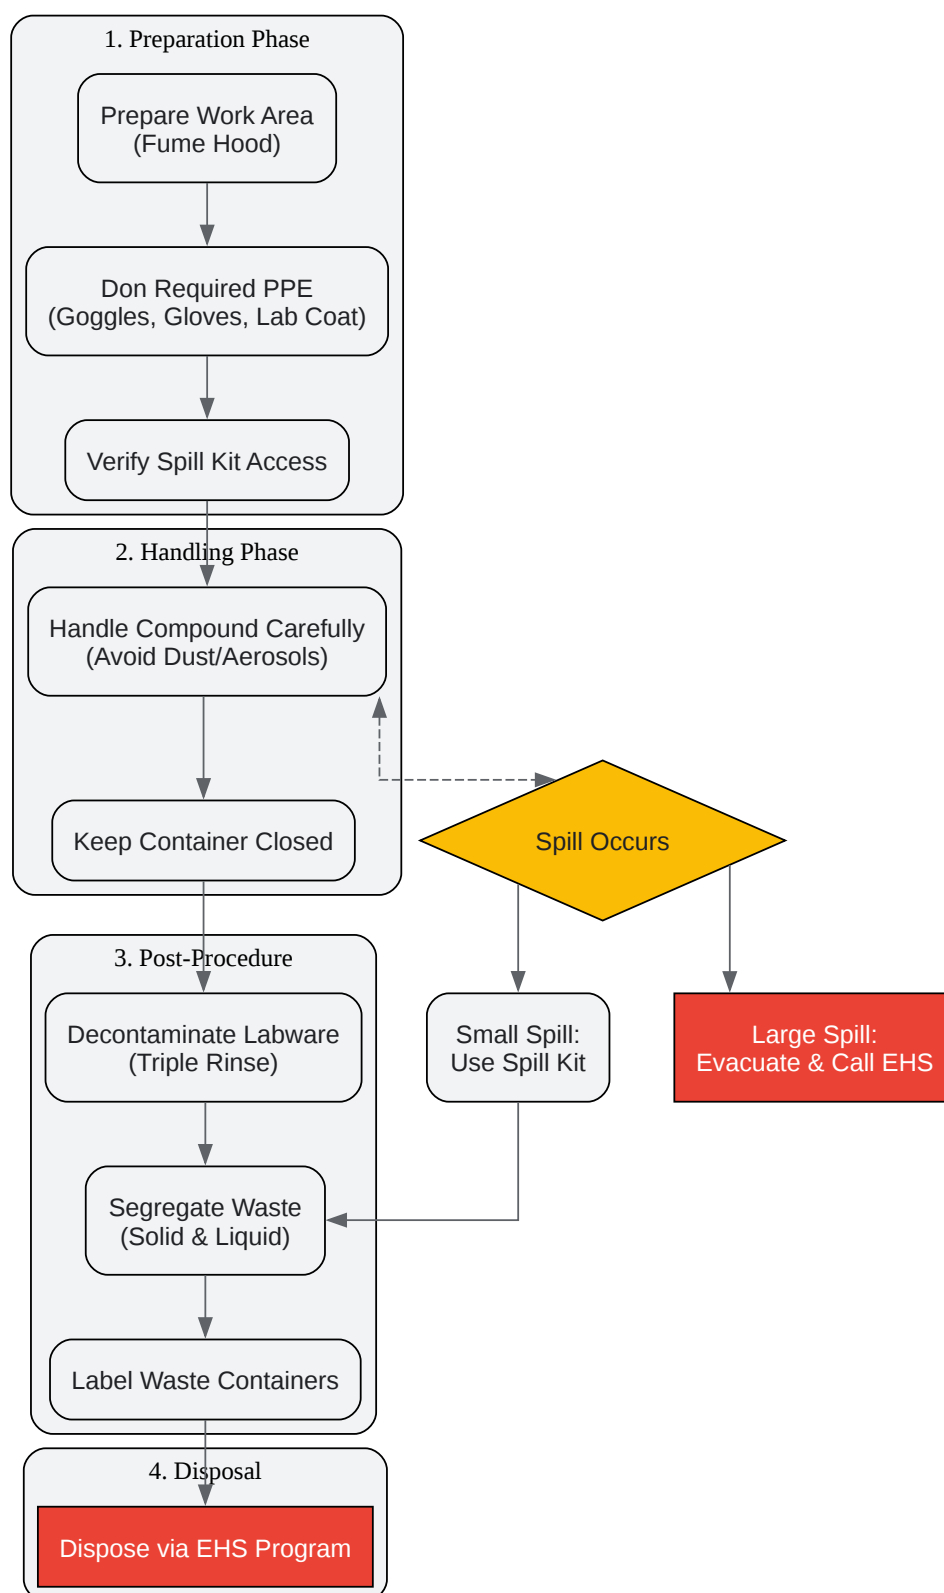 1. Preparation Phase
Prepare Work Area
(Fume Hood)
Don Required PPE
(Goggles, Gloves, Lab Coat)
Verify Spill Kit Access
2. Handling Phase
Handle Compound Carefully
(Avoid Dust/Aerosols)
Keep Container Closed
Spill Occurs
3. Post-Procedure
Decontaminate Labware
(Triple Rinse)
Small Spill:
Use Spill Kit
Large Spill:
Evacuate & Call EHS
Segregate Waste
(Solid & Liquid)
Label Waste Containers
4. Disposal
Dispose via EHS Program